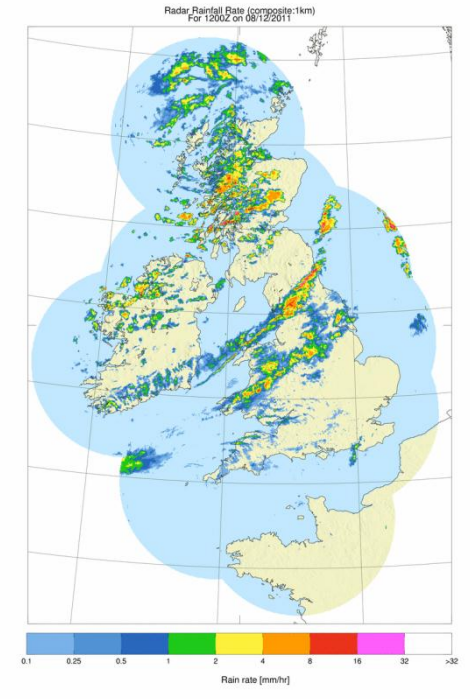 Radar Rainfall Rate (composite:1km)
For 1200Z on 08/12/2011
0.1 0.25 0.5 1 2 4 8 16 32 >32
Rain rate [mm/hr]